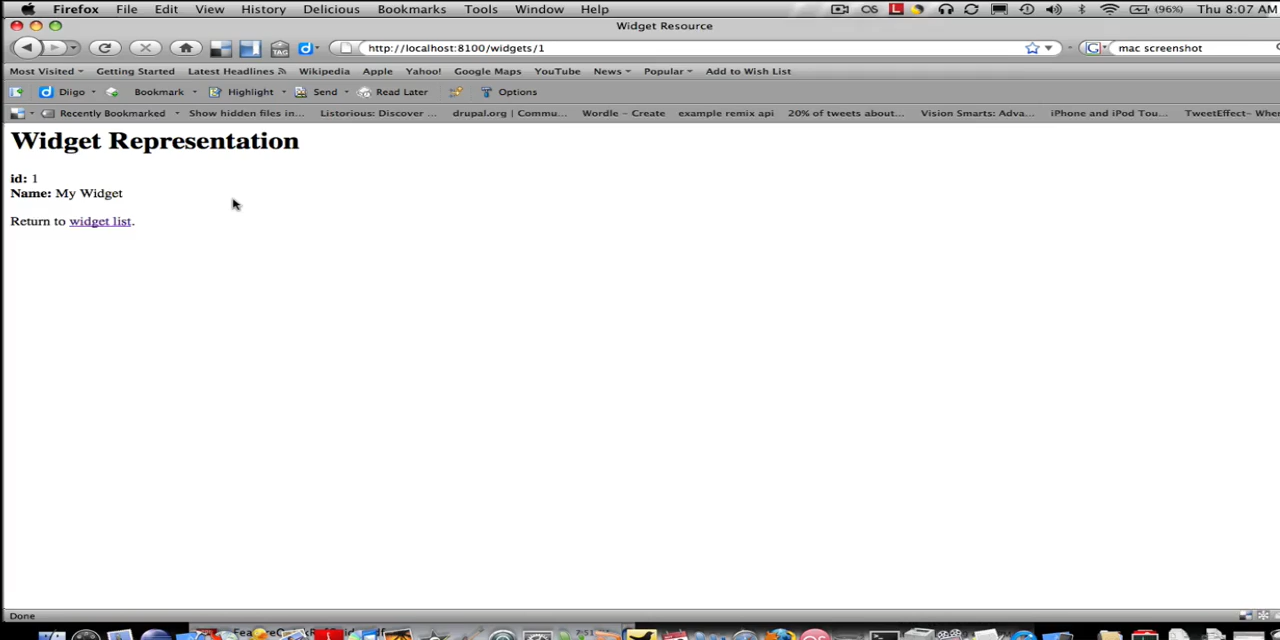 Firefox File Edit View History Delicious Bookmarks Tools Window Help OS L (96%) Thu 8:07 AM
Widget Resource
http://localhost:8100/widgets/1 G mac screenshot
Most Visited Getting Started Latest Headlines Wikipedia Apple Yahoo! Google Maps YouTube News Popular Add to Wish List
d Diigo Bookmark Highlight Send Read Later Options
Recently Bookmarked Show hidden files in... Listorious: Discover ... drupal.org | Commu... Wordle - Create example remix api 20% of tweets about... Vision Smarts: Adva... iPhone and iPod Tou... TweetEffect- Wher
Widget Representation
id: 1
Name: My Widget
Return to widget list.
Done